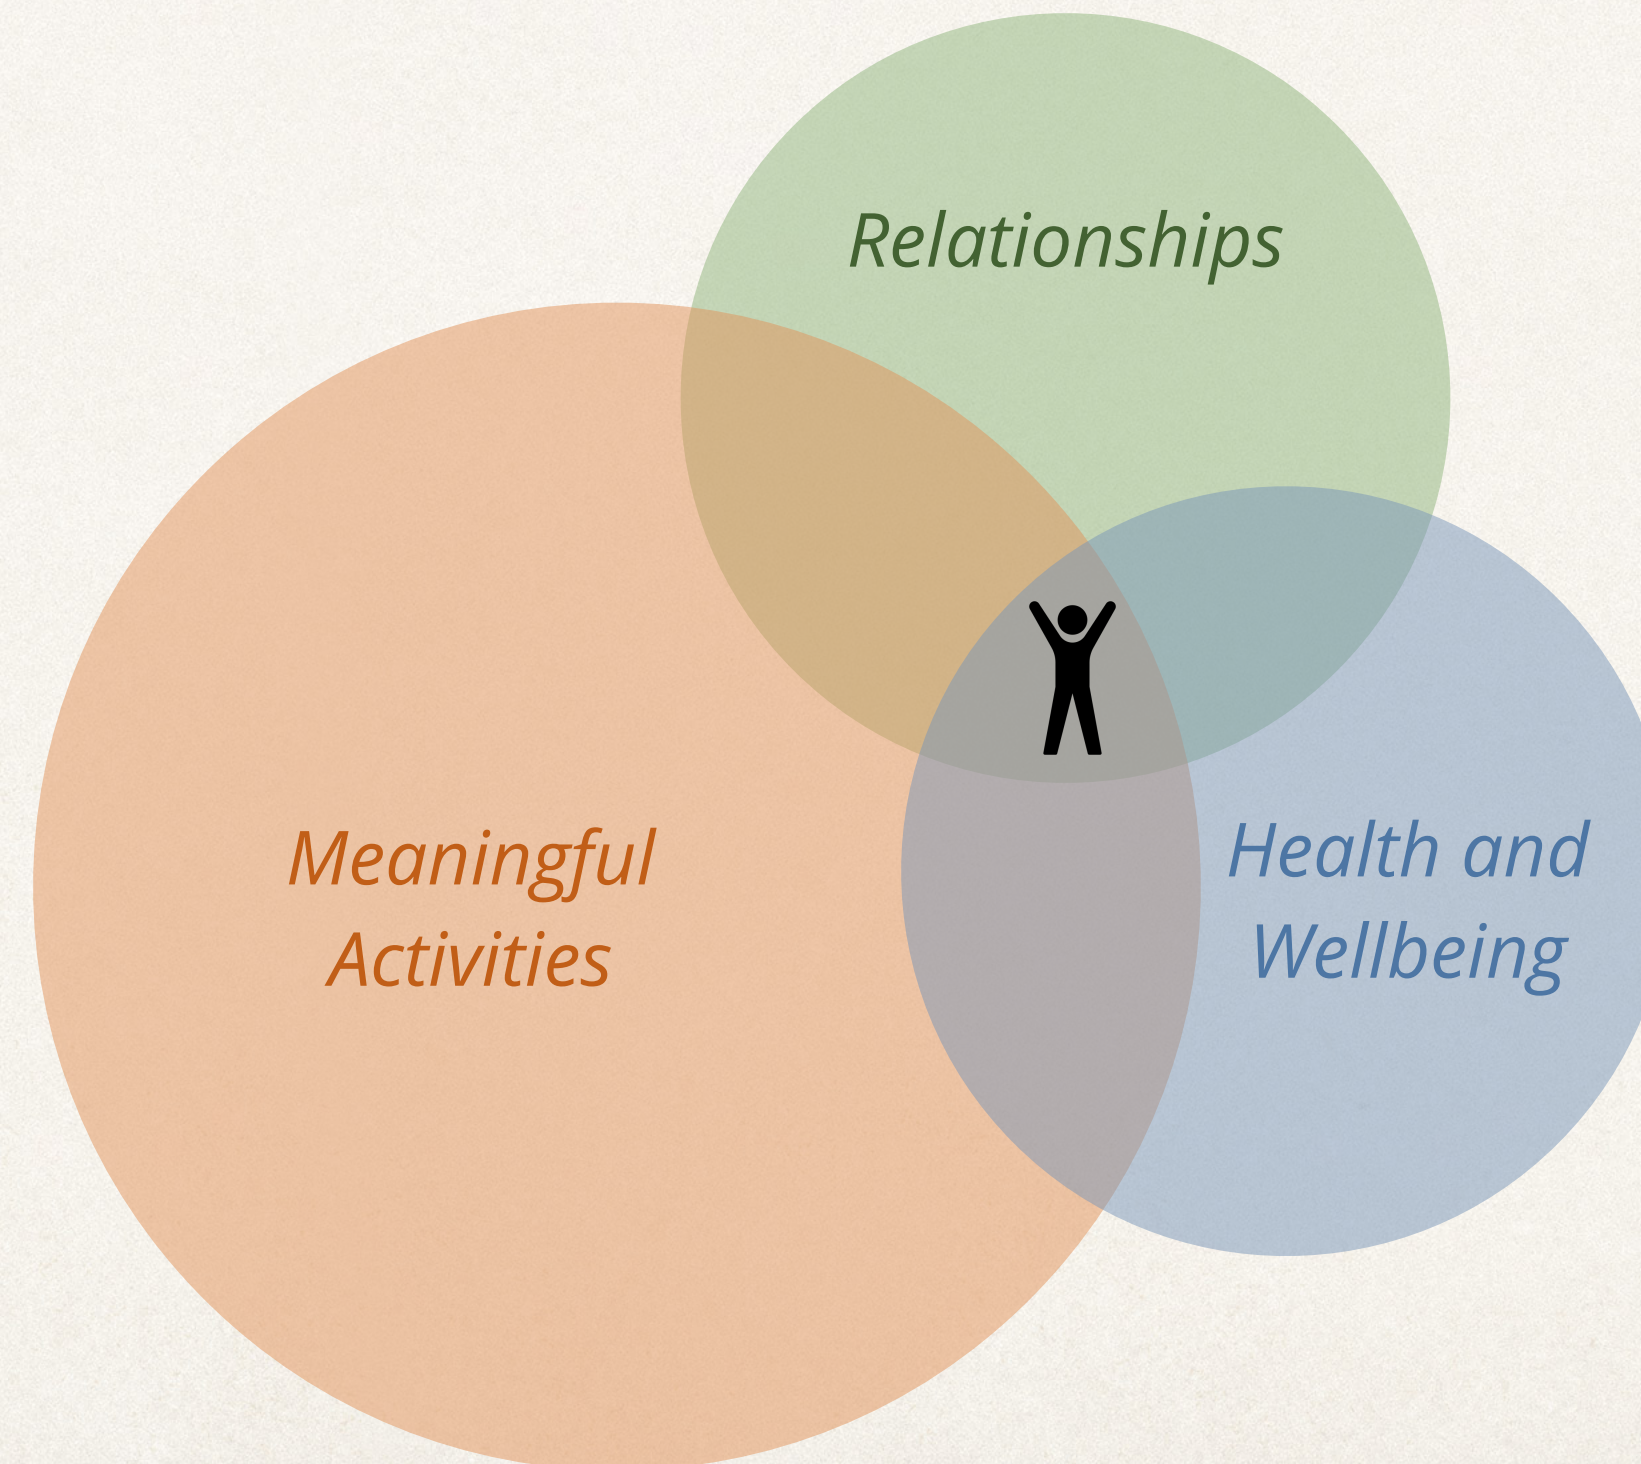 Relationships
Meaningful
Activities
Health and
Wellbeing